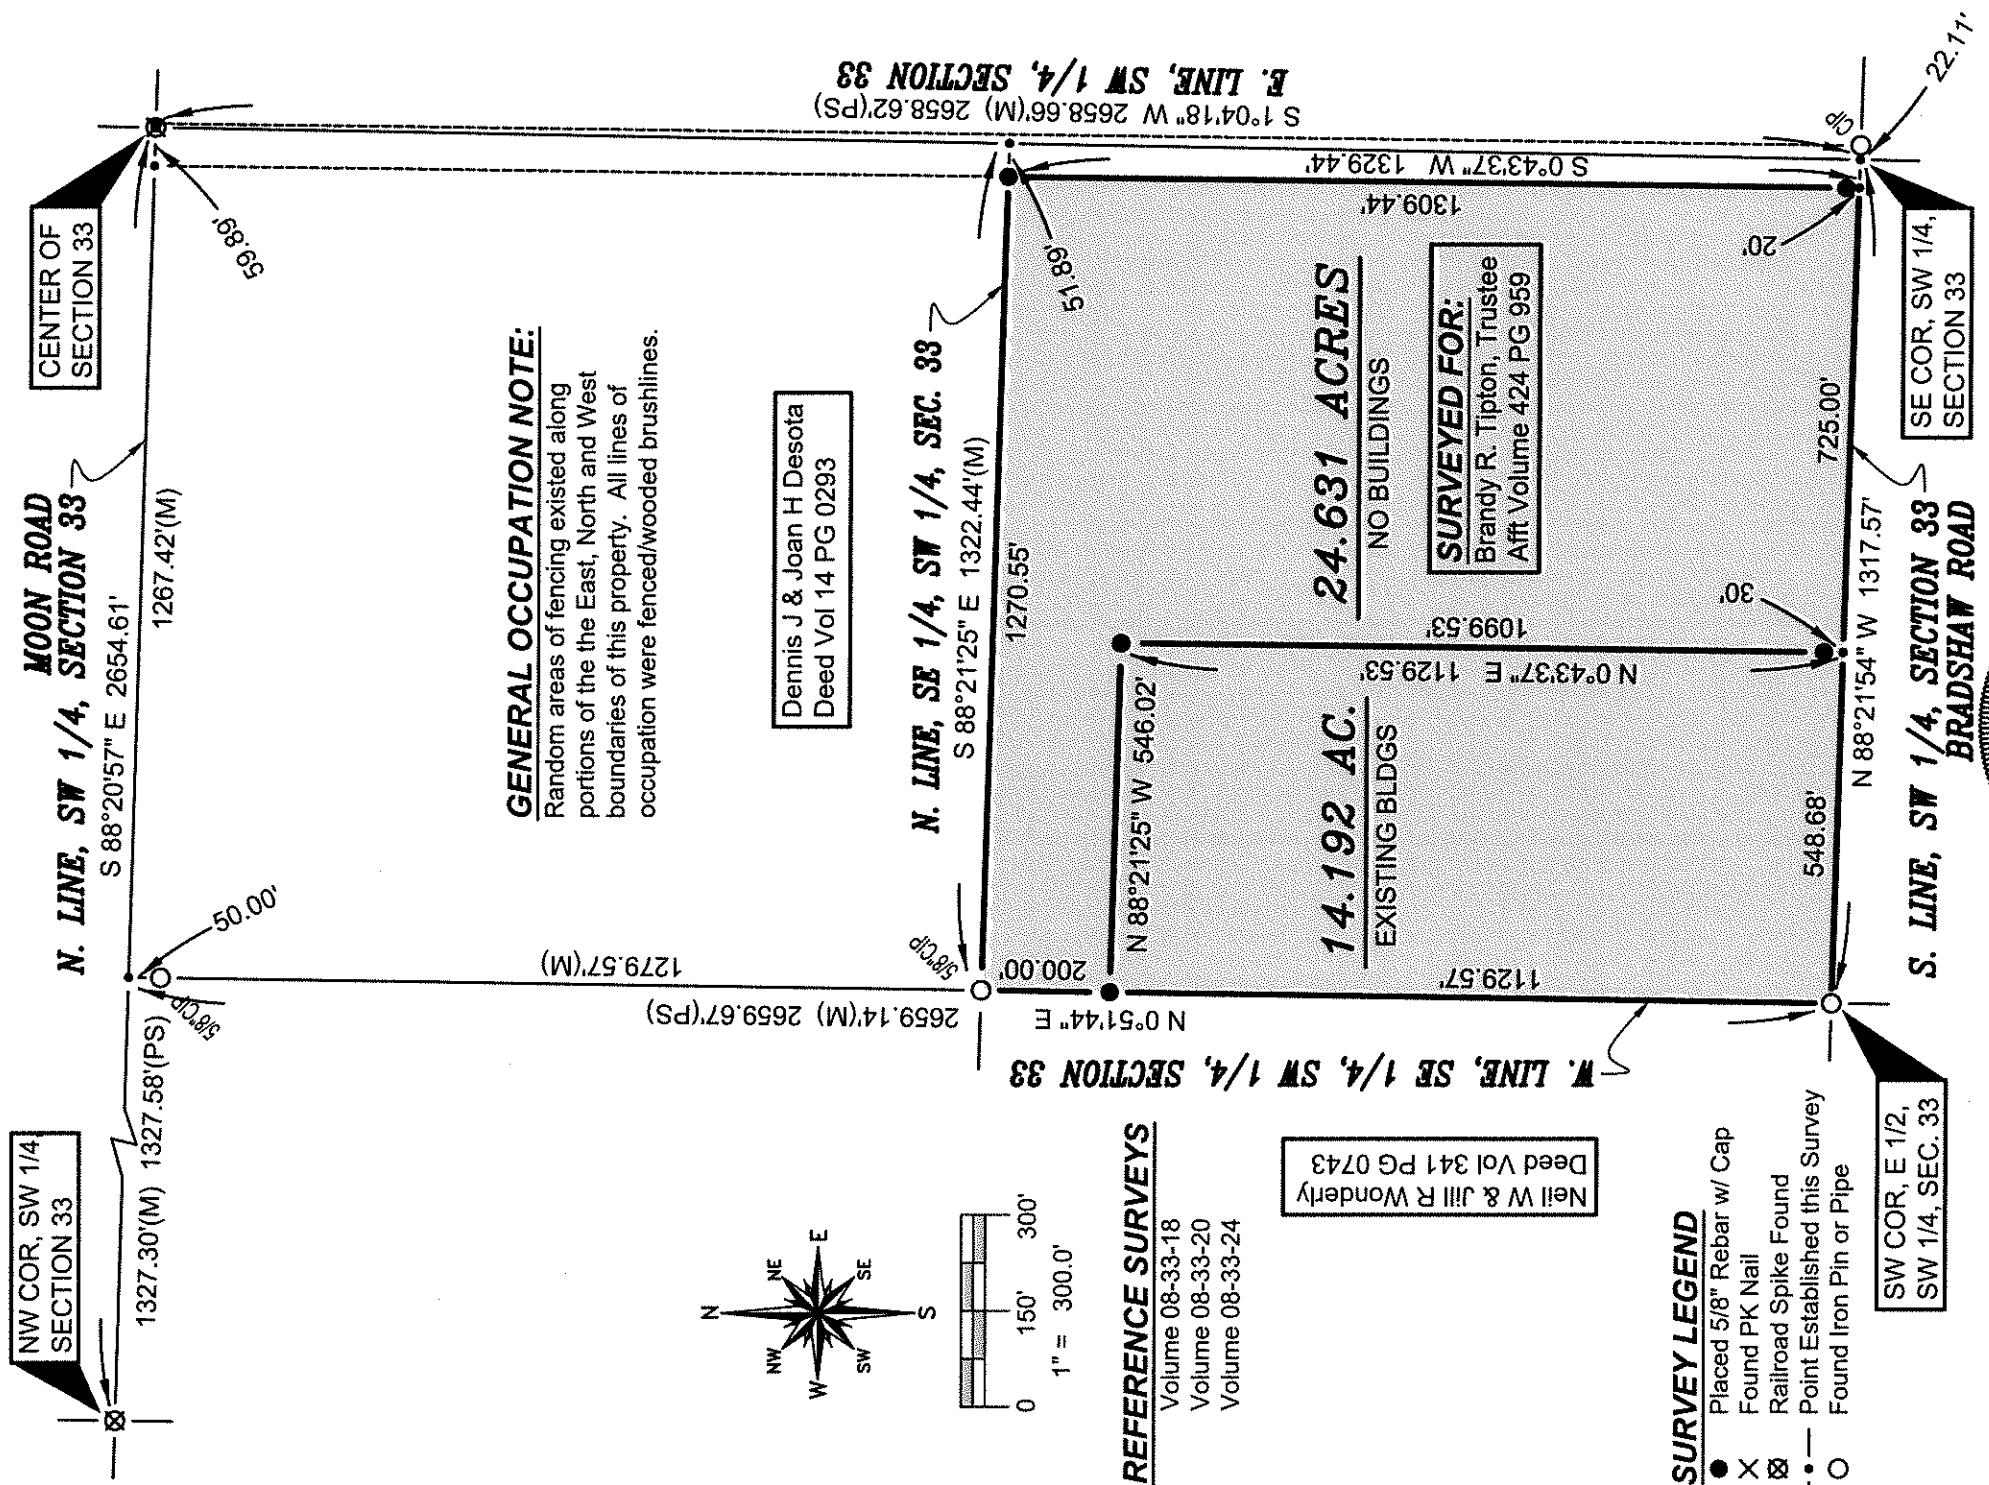 MOON ROAD
N. LINE, SW 1/4, SECTION 33
S 88°20'57" E 2654.61'
1267.42'(M)
CENTER OF
SECTION 33
59.89'
NW COR, SW 1/4
SECTION 33
1327.30'(M) 1327.58'(PS)
5/8"CIP
50.00'
1279.57'(M)
2659.14'(M) 2659.67'(PS)
GENERAL OCCUPATION NOTE:
Random areas of fencing existed along
portions of the the East, North and West
boundaries of this property. All lines of
occupation were fenced/wooded brushlines.
Dennis J & Joan H Desota
Deed Vol 14 PG 0293
E. LINE, SW 1/4, SECTION 33
S 1°04'18" W 2658.66'(M) 2658.62'(PS)
N. LINE, SE 1/4, SW 1/4, SEC. 33
S 88°21'25" E 1322.44'(M)
1270.55'
51.89'
5/8"CIP
200.00'
N 0°51'44" E
N 88°21'25" W 546.02'
1129.57'
14.192 AC.
EXISTING BLDGS
1099.53'
N 0°43'37" E 1129.53'
30'
24.631 ACRES
NO BUILDINGS
SURVEYED FOR:
Brandy R. Tipton, Trustee
Afft Volume 424 PG 959
S 0°43'37" W 1329.44'
1309.44'
20'
CIP
22.11'
725.00'
548.68'
N 88°21'54" W 1317.57'
S. LINE, SW 1/4, SECTION 33
BRADSHAW ROAD
SE COR, SW 1/4,
SECTION 33
W. LINE, SE 1/4, SW 1/4, SECTION 33
Neil W & Jill R Wonderly
Deed Vol 341 PG 0743
SW COR, E 1/2,
SW 1/4, SEC. 33
N
NE
E
SE
S
SW
W
NW
0 150' 300'
1" = 300.0'
REFERENCE SURVEYS
Volume 08-33-18
Volume 08-33-20
Volume 08-33-24
SURVEY LEGEND
Placed 5/8" Rebar w/ Cap
Found PK Nail
Railroad Spike Found
Point Established this Survey
Found Iron Pin or Pipe